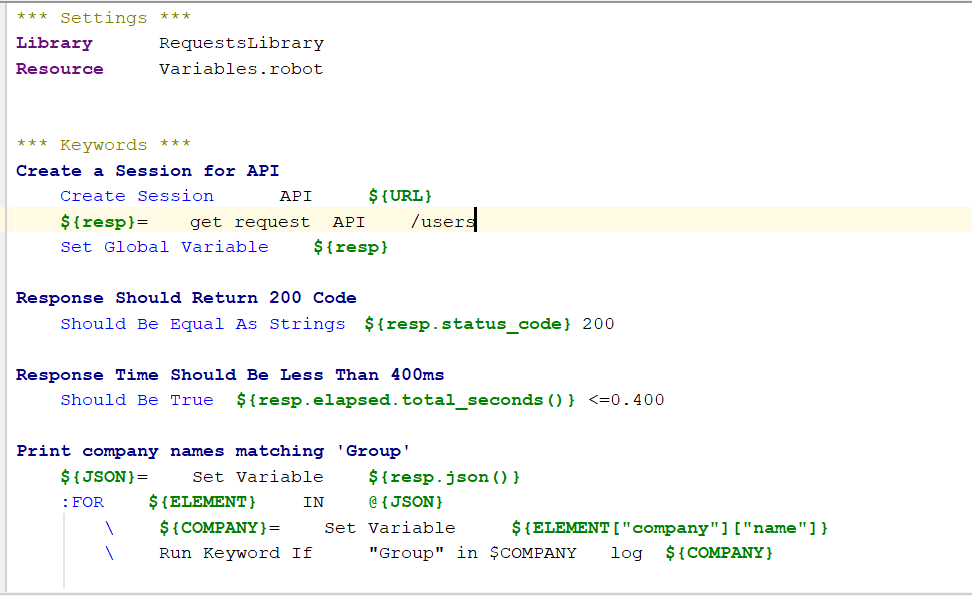 *** Settings ***
Library      RequestsLibrary
Resource     Variables.robot
*** Keywords ***
Create a Session for API
    Create Session      API     ${URL}
    ${resp}=    get request  API    /users
    Set Global Variable    ${resp}
Response Should Return 200 Code
    Should Be Equal As Strings  ${resp.status_code} 200
Response Time Should Be Less Than 400ms
    Should Be True  ${resp.elapsed.total_seconds()} <=0.400
Print company names matching 'Group'
    ${JSON}=    Set Variable    ${resp.json()}
    :FOR    ${ELEMENT}    IN    @{JSON}
        \    ${COMPANY}=    Set Variable     ${ELEMENT["company"]["name"]}
        \    Run Keyword If     "Group" in $COMPANY   log  ${COMPANY}